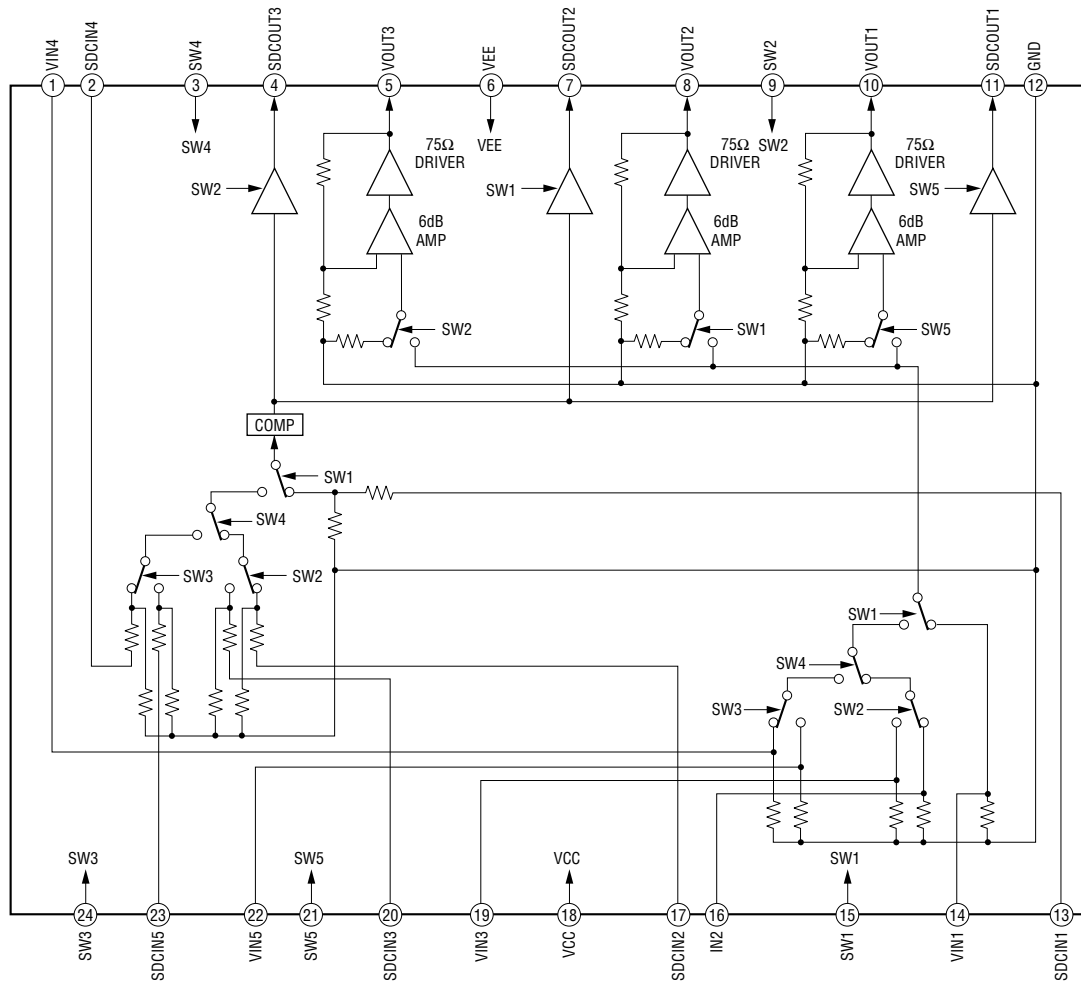 VIN4
SDCIN4
SW4
SDCOUT3
VOUT3
VEE
SDCOUT2
VOUT2
SW2
VOUT1
SDCOUT1
GND
1
2
3
4
5
6
7
8
9
10
11
12
SW4
VEE
SW2
75Ω
DRIVER
75Ω
DRIVER
75Ω
DRIVER
SW2
SW1
SW5
6dB
AMP
6dB
AMP
6dB
AMP
SW2
SW1
SW5
COMP
SW1
SW4
SW3
SW2
SW1
SW4
SW3
SW2
SW3
SW5
VCC
SW1
24
23
22
21
20
19
18
17
16
15
14
13
SW3
SDCIN5
VIN5
SW5
SDCIN3
VIN3
VCC
SDCIN2
IN2
SW1
VIN1
SDCIN1